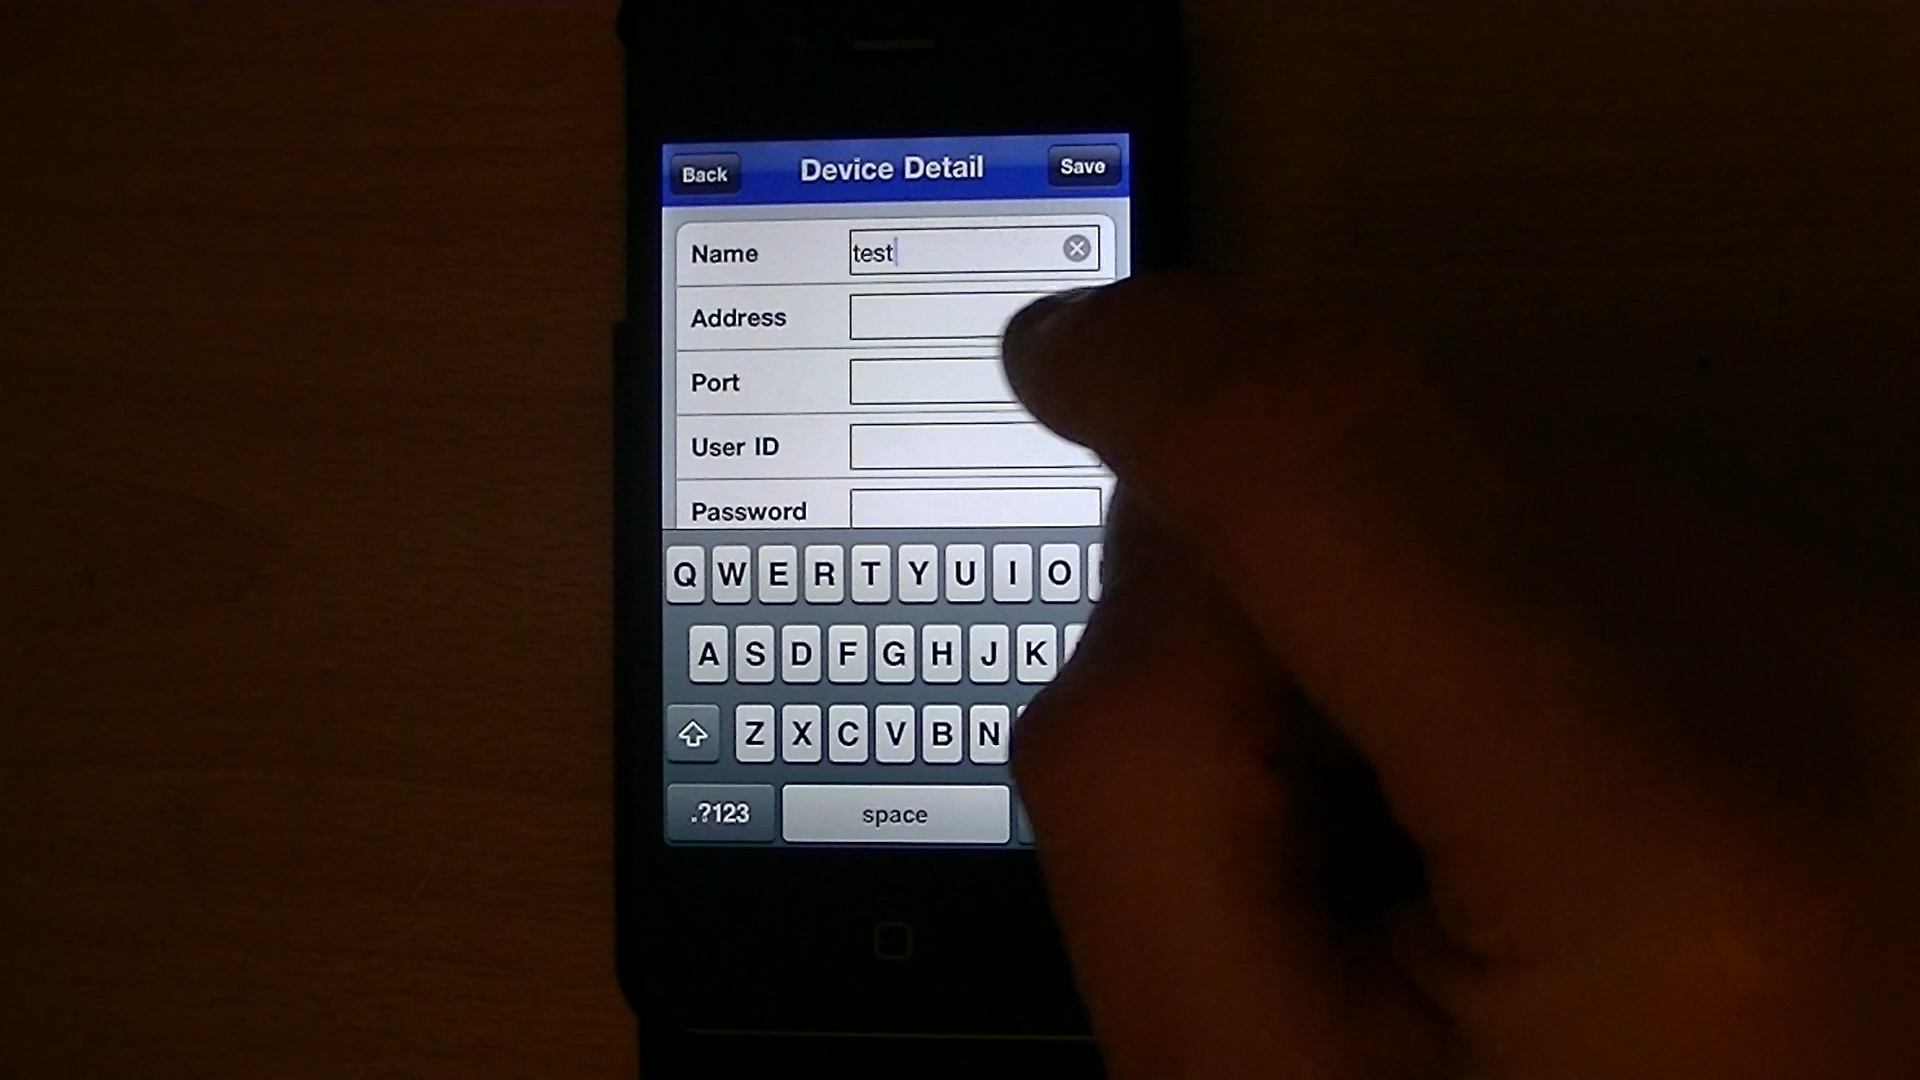 Back Device Detail Save
Name test
Address
Port
User ID
Password
Q W E R T Y U I O
A S D F G H J K
Z X C V B N
.?123 space